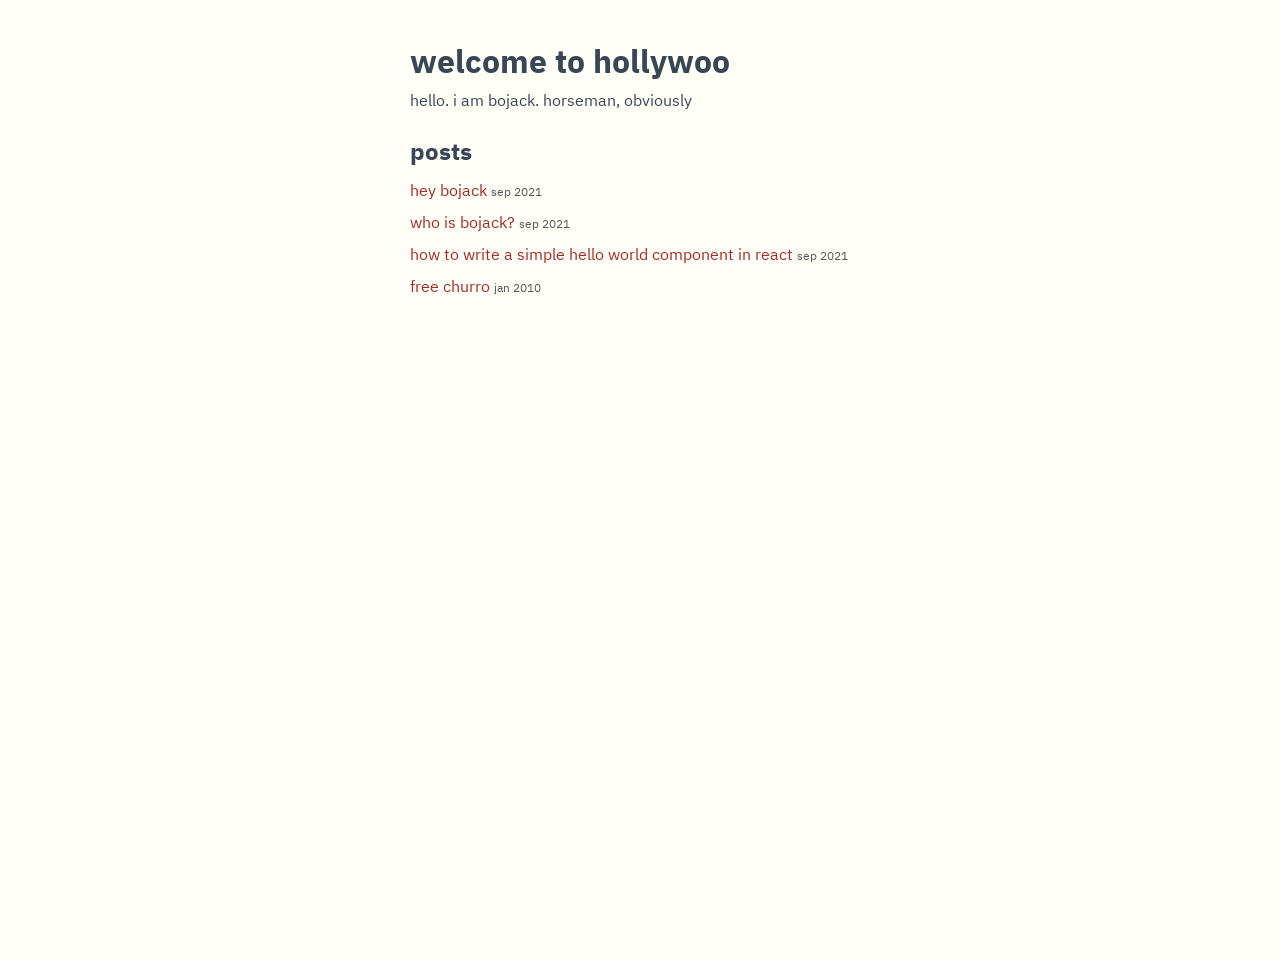 welcome to hollywoo
hello. i am bojack. horseman, obviously
posts
hey bojack sep 2021
who is bojack? sep 2021
how to write a simple hello world component in react sep 2021
free churro jan 2010